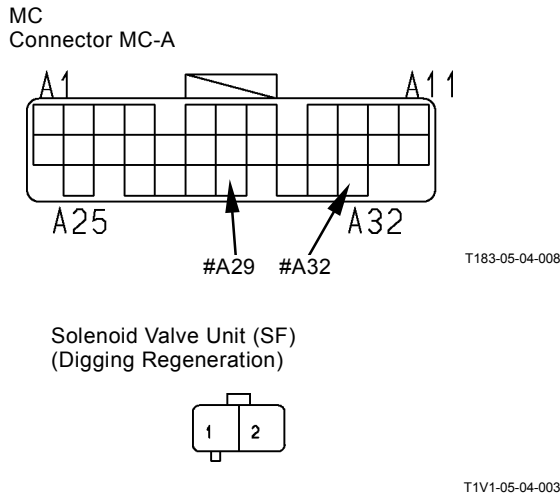 MC
Connector MC-A
A1 A11
A25 A32
#A29 #A32
T183-05-04-008
Solenoid Valve Unit (SF)
(Digging Regeneration)
1 2
T1V1-05-04-003